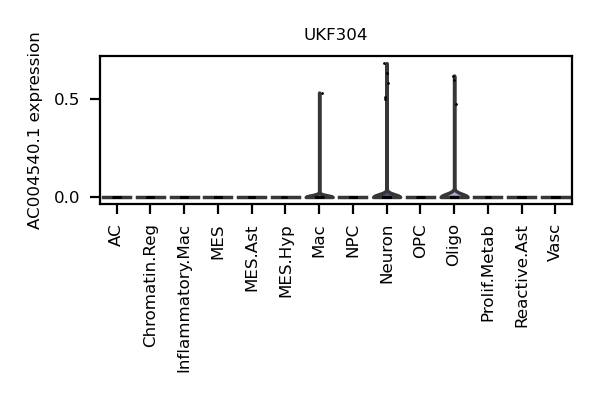 UKF304
AC004540.1 expression
0.5
0.0
AC
Chromatin.Reg
Inflammatory.Mac
MES
MES.Ast
MES.Hyp
Mac
NPC
Neuron
OPC
Oligo
Prolif.Metab
Reactive.Ast
Vasc